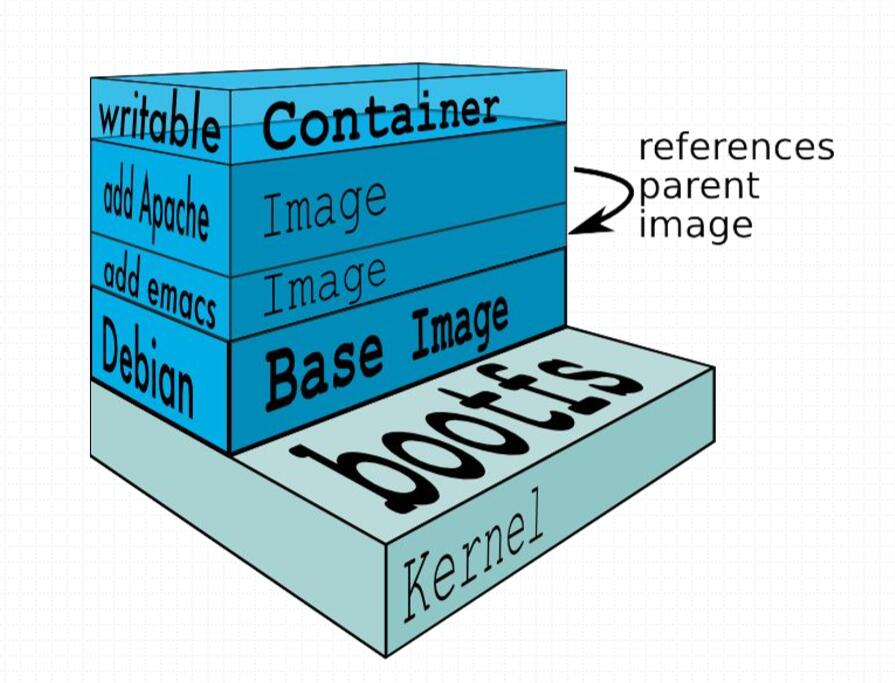 writable Container
add Apache Image
add emacs Image
Debian Base Image
bootfs
Kernel
references
parent
image